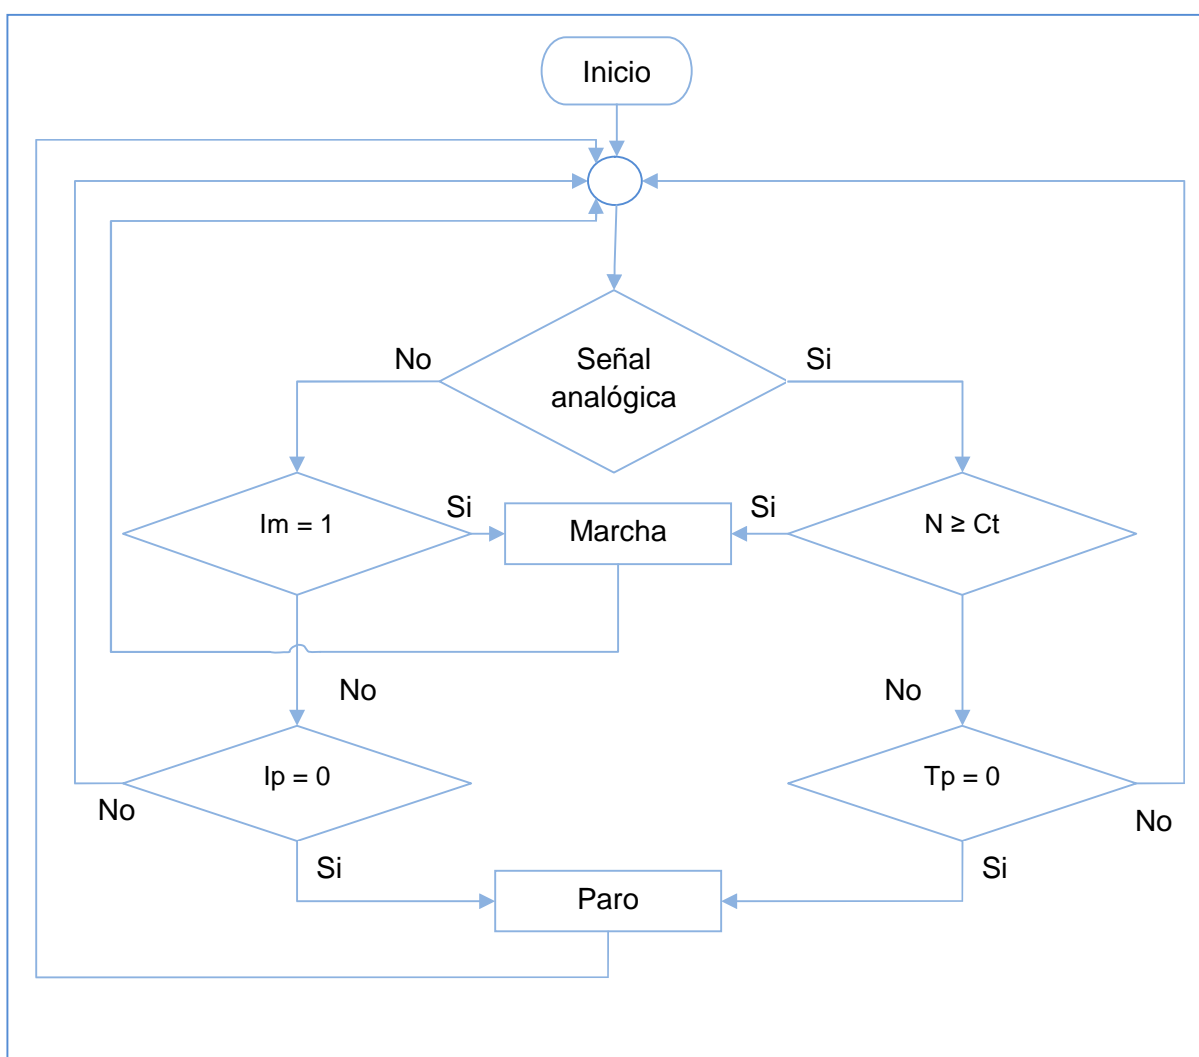 Inicio
No
Señal
analógica
Si
Im = 1
Si
Marcha
Si
N ≥ Ct
No
No
Ip = 0
No
Tp = 0
No
Si
Paro
Si